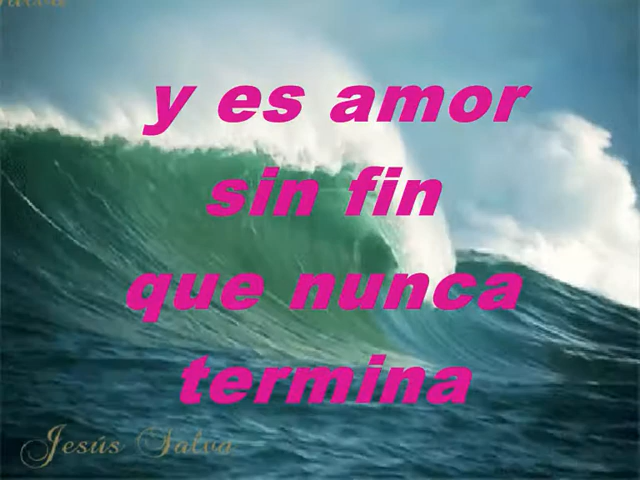 y es amor
sin fin
que nunca
termina
Jesús Salva